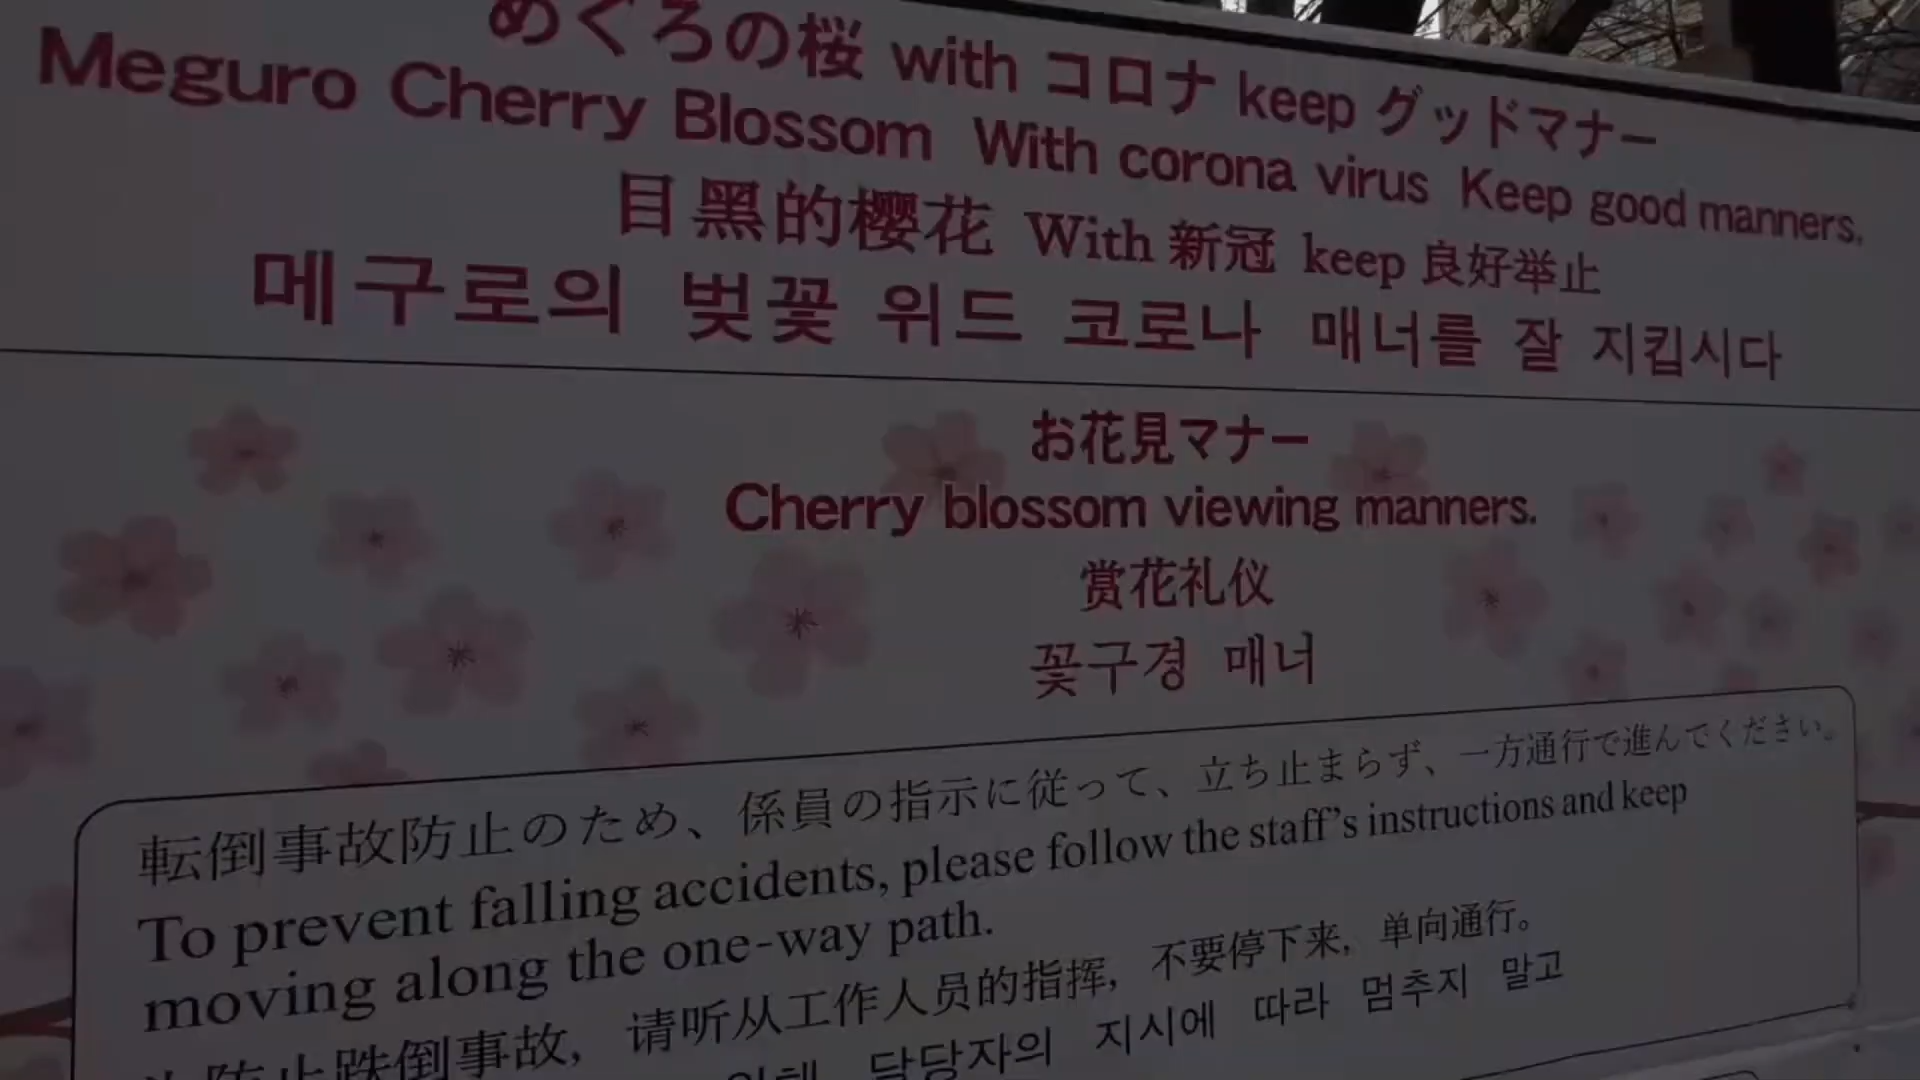 めぐろの桜 with コロナ keep グッドマナー
Meguro Cherry Blossom With corona virus Keep good manners.
目黑的樱花 With 新冠 keep 良好举止
메구로의 벚꽃 위드 코로나 매너를 잘 지킵시다
お花見マナー
Cherry blossom viewing manners.
赏花礼仪
꽃구경 매너
転倒事故防止のため、係員の指示に従って、立ち止まらず、一方通行で進んでください。
To prevent falling accidents, please follow the staff's instructions and keep
moving along the one-way path.
防止跌倒事故，请听从工作人员的指挥，不要停下来，单向通行。
담당자의 지시에 따라 멈추지 말고